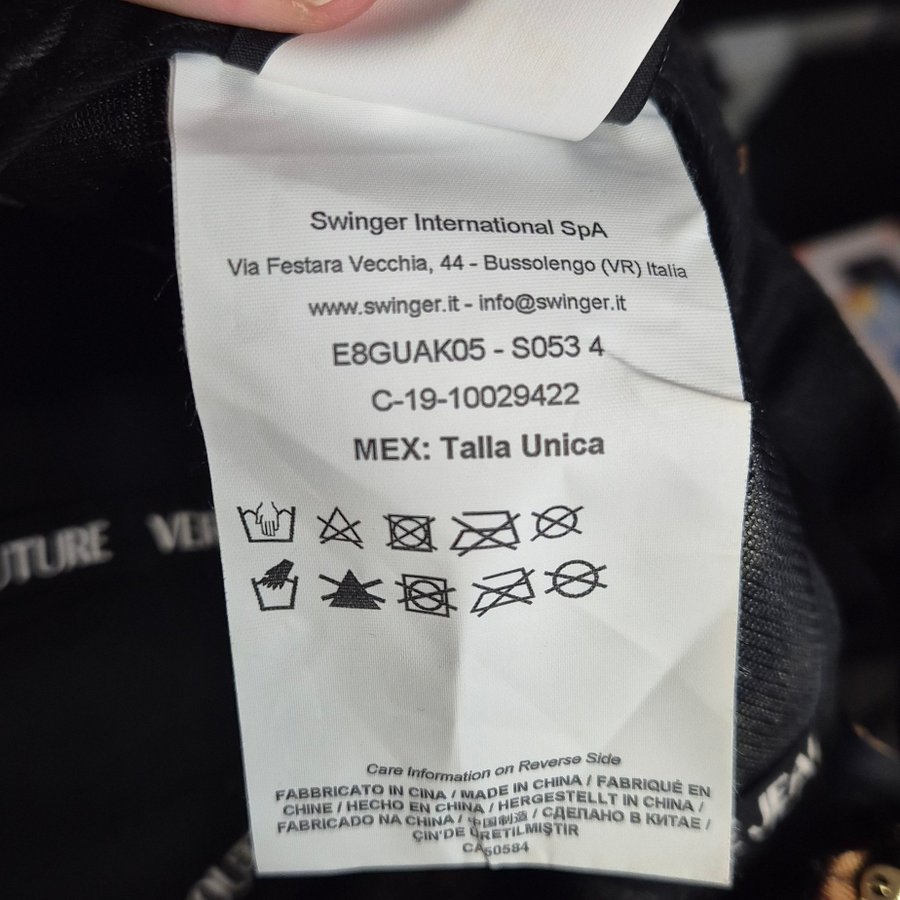 Swinger International SpA
Via Festara Vecchia, 44 - Bussolengo (VR) Italia
www.swinger.it - info@swinger.it
E8GUAK05 - S053 4
C-19-10029422
MEX: Talla Unica
UTURE VER
Care Information on Reverse Side
FABBRICATO IN CINA / MADE IN CHINA / FABRIQUÉ EN
CHINE / HECHO EN CHINA / HERGESTELLT IN CHINA /
FABRICADO NA CHINA / 中国制造 / СДЕЛАНО В КИТАЕ /
ÇIN'DE ÜRETILMIŞTIR
CA50584
JEA